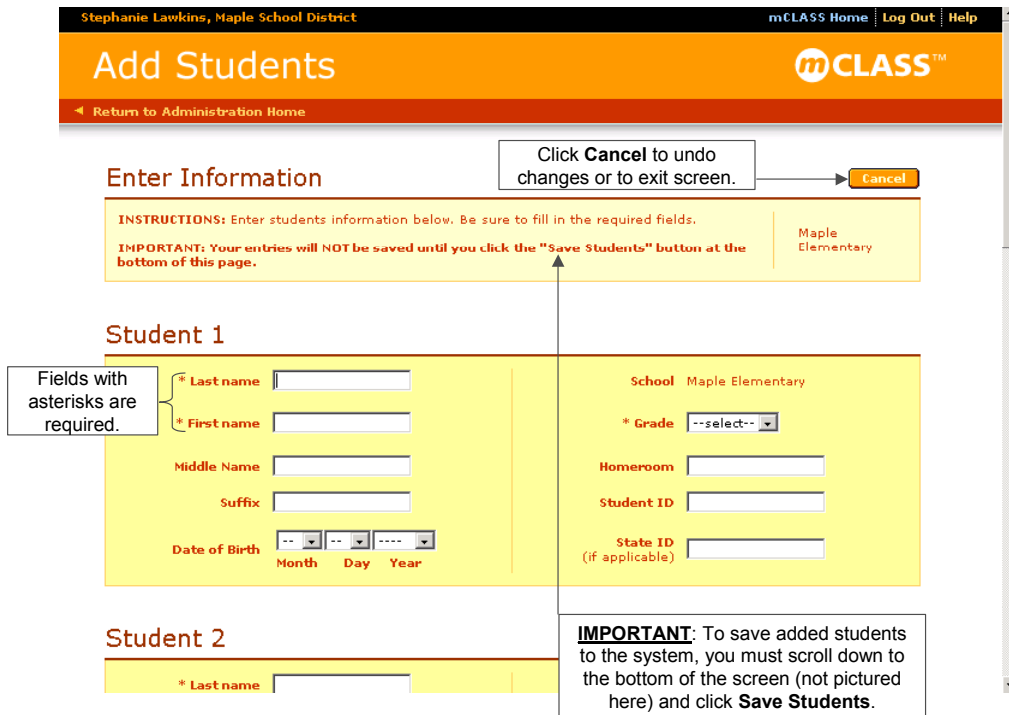 Stephanie Lawkins, Maple School District
mCLASS Home Log Out Help
Add Students
mCLASS™
Return to Administration Home
Enter Information
Click Cancel to undo
changes or to exit screen.
Cancel
INSTRUCTIONS: Enter students information below. Be sure to fill in the required fields.
IMPORTANT: Your entries will NOT be saved until you click the "Save Students" button at the
bottom of this page.
Maple
Elementary
Student 1
Fields with
asterisks are
required.
* Last name
* First name
Middle Name
Suffix
Date of Birth -- -- ----
Month Day Year
School Maple Elementary
* Grade --select--
Homeroom
Student ID
State ID
(if applicable)
Student 2
* Last name
IMPORTANT: To save added students
to the system, you must scroll down to
the bottom of the screen (not pictured
here) and click Save Students.